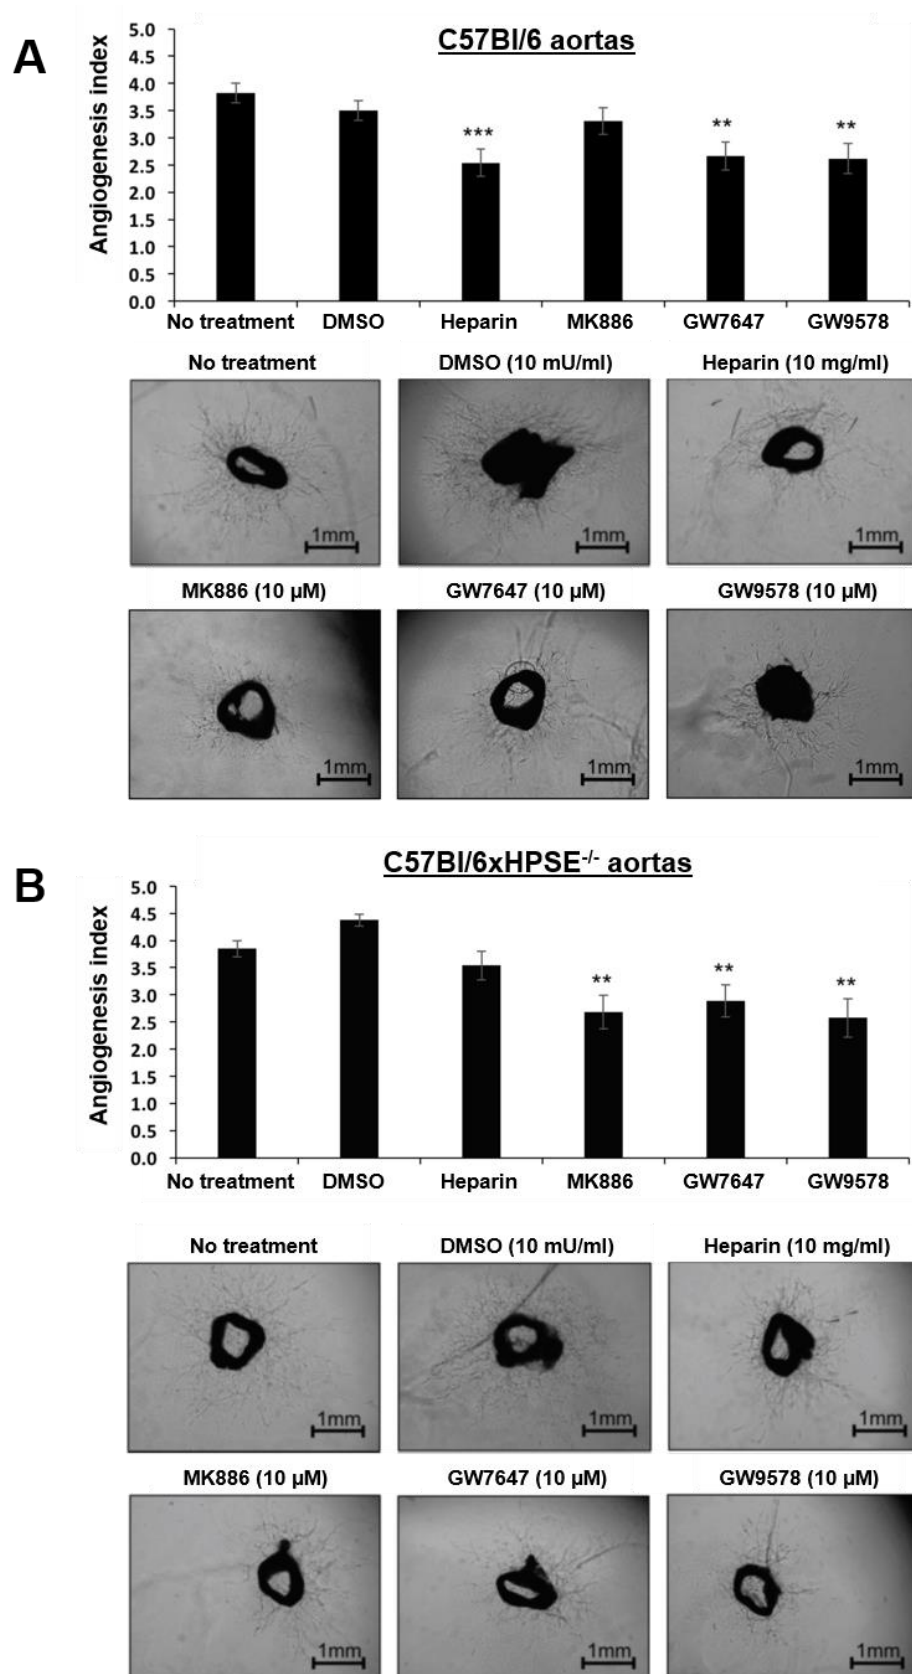 A
C57Bl/6 aortas
Angiogenesis index
5.0
4.5
4.0
3.5
3.0
2.5
2.0
1.5
1.0
0.5
0.0
***
**
**
No treatment DMSO Heparin MK886 GW7647 GW9578
No treatment DMSO (10 mU/ml) Heparin (10 mg/ml)
1mm 1mm 1mm
MK886 (10 µM) GW7647 (10 µM) GW9578 (10 µM)
1mm 1mm 1mm
B
C57Bl/6xHPSE-/- aortas
Angiogenesis index
5.0
4.5
4.0
3.5
3.0
2.5
2.0
1.5
1.0
0.5
0.0
**
**
**
No treatment DMSO Heparin MK886 GW7647 GW9578
No treatment DMSO (10 mU/ml) Heparin (10 mg/ml)
1mm 1mm 1mm
MK886 (10 µM) GW7647 (10 µM) GW9578 (10 µM)
1mm 1mm 1mm